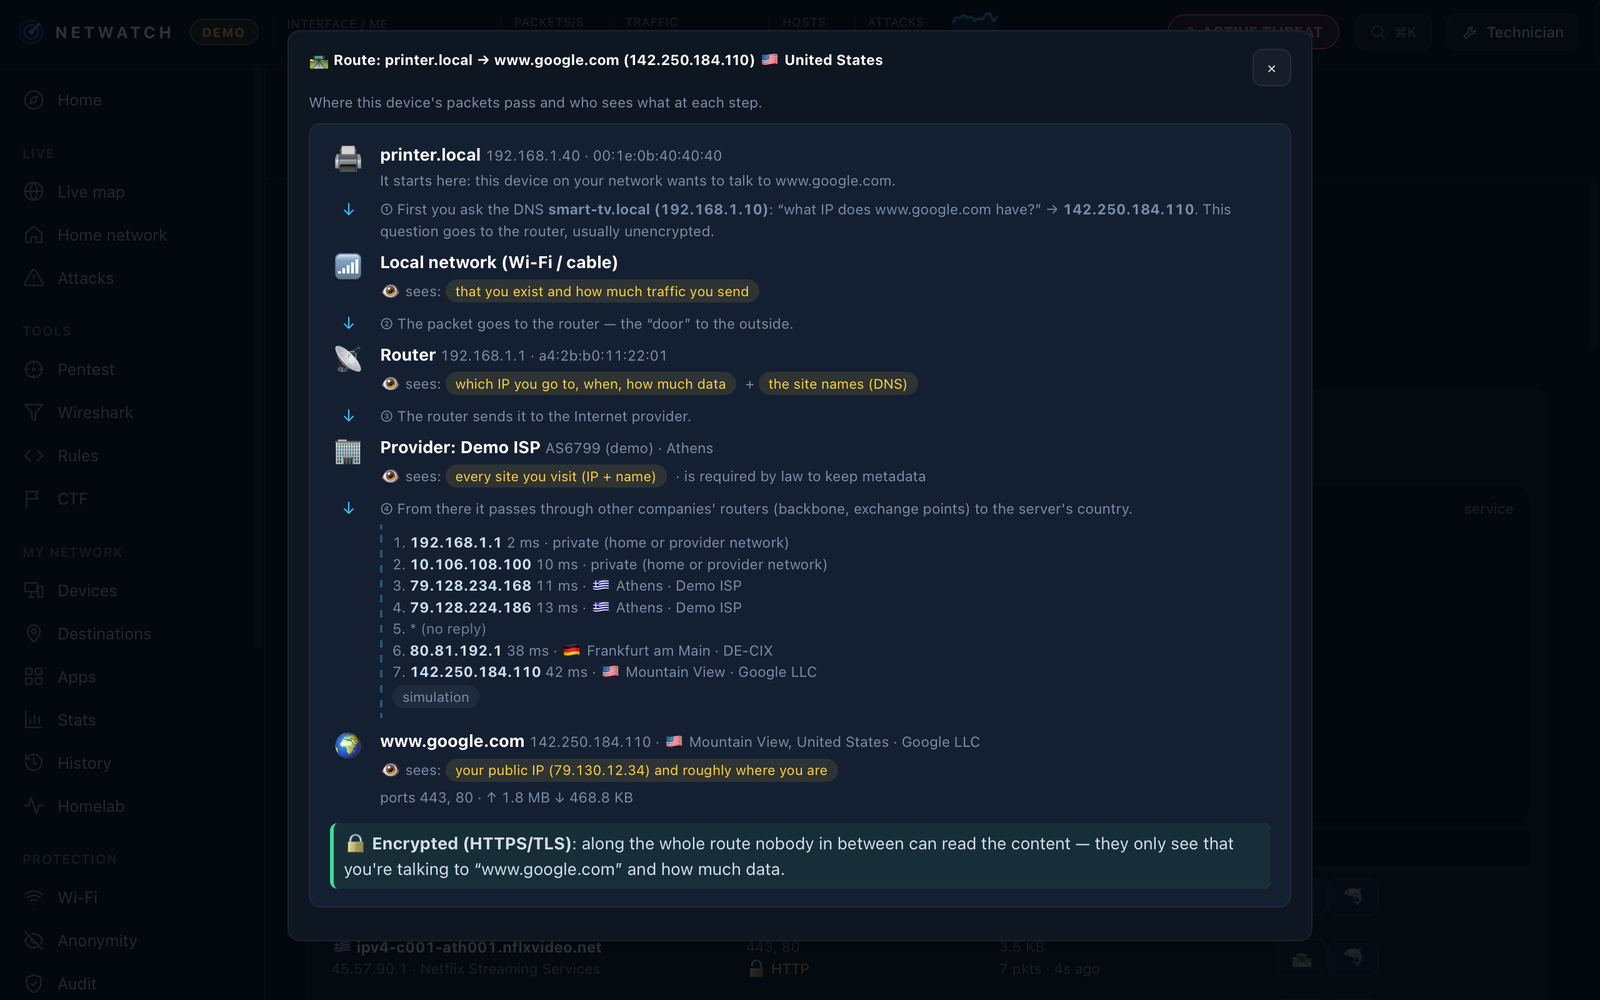 NETWATCH DEMO
INTERFACE / ME PACKETS/S TRAFFIC HOSTS ATTACKS
ACTIVE THREAT ⌘K Technician
Home
LIVE
Live map
Home network
Attacks
TOOLS
Pentest
Wireshark
Rules
CTF
MY NETWORK
Devices
Destinations
Apps
Stats
History
Homelab
PROTECTION
Wi-Fi
Anonymity
Audit
Route: printer.local → www.google.com (142.250.184.110) 🇺🇸 United States
×
Where this device's packets pass and who sees what at each step.
printer.local 192.168.1.40 · 00:1e:0b:40:40:40
It starts here: this device on your network wants to talk to www.google.com.
↓ ① First you ask the DNS smart-tv.local (192.168.1.10): “what IP does www.google.com have?” → 142.250.184.110. This
question goes to the router, usually unencrypted.
Local network (Wi-Fi / cable)
sees: that you exist and how much traffic you send
↓ ② The packet goes to the router — the “door” to the outside.
Router 192.168.1.1 · a4:2b:b0:11:22:01
sees: which IP you go to, when, how much data + the site names (DNS)
↓ ③ The router sends it to the Internet provider.
Provider: Demo ISP AS6799 (demo) · Athens
sees: every site you visit (IP + name) · is required by law to keep metadata
↓ ④ From there it passes through other companies' routers (backbone, exchange points) to the server's country.
1. 192.168.1.1 2 ms · private (home or provider network)
2. 10.106.108.100 10 ms · private (home or provider network)
3. 79.128.234.168 11 ms · 🇬🇷 Athens · Demo ISP
4. 79.128.224.186 13 ms · 🇬🇷 Athens · Demo ISP
5. * (no reply)
6. 80.81.192.1 38 ms · 🇩🇪 Frankfurt am Main · DE-CIX
7. 142.250.184.110 42 ms · 🇺🇸 Mountain View · Google LLC
simulation
www.google.com 142.250.184.110 · 🇺🇸 Mountain View, United States · Google LLC
sees: your public IP (79.130.12.34) and roughly where you are
ports 443, 80 · ↑ 1.8 MB ↓ 468.8 KB
Encrypted (HTTPS/TLS): along the whole route nobody in between can read the content — they only see that
you're talking to “www.google.com” and how much data.
service
ipv4-c001-ath001.nflxvideo.net 443, 80 3.5 KB
45.57.90.1 · Netflix Streaming Services HTTP 7 pkts · 4s ago